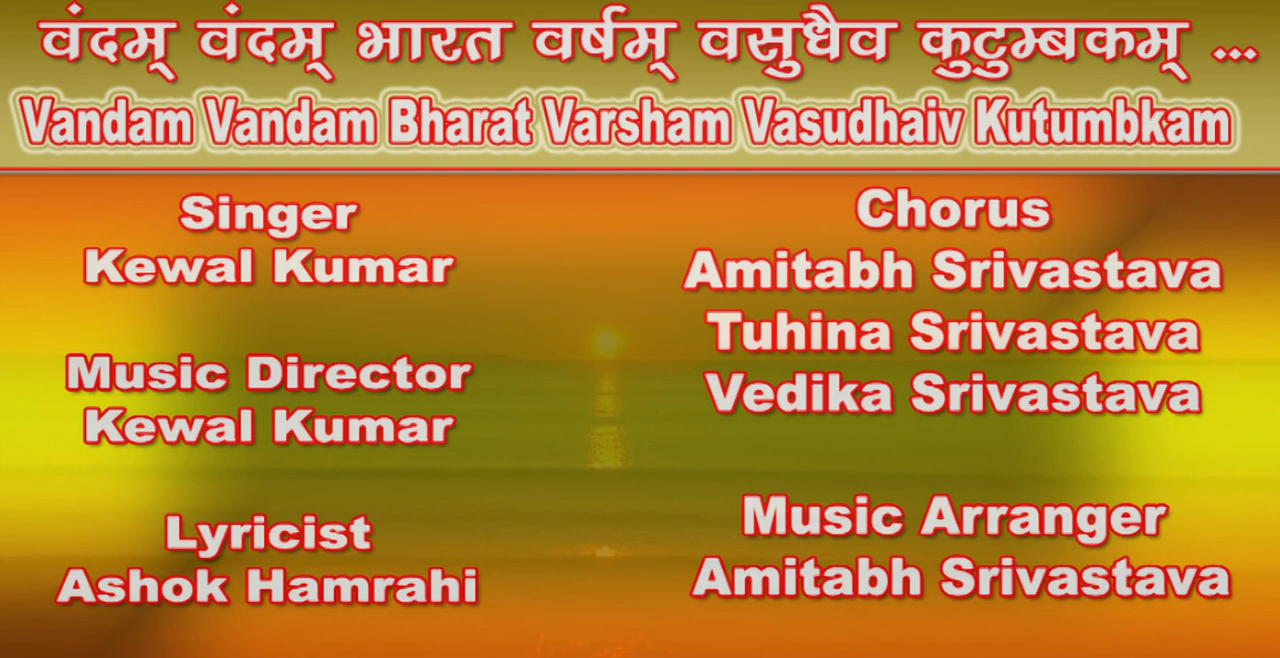 वंदम् वंदम् भारत वर्षम् वसुधैव कुटुम्बकम् ...
Vandam Vandam Bharat Varsham Vasudhaiv Kutumbkam
Singer
Kewal Kumar
Music Director
Kewal Kumar
Lyricist
Ashok Hamrahi
Chorus
Amitabh Srivastava
Tuhina Srivastava
Vedika Srivastava
Music Arranger
Amitabh Srivastava